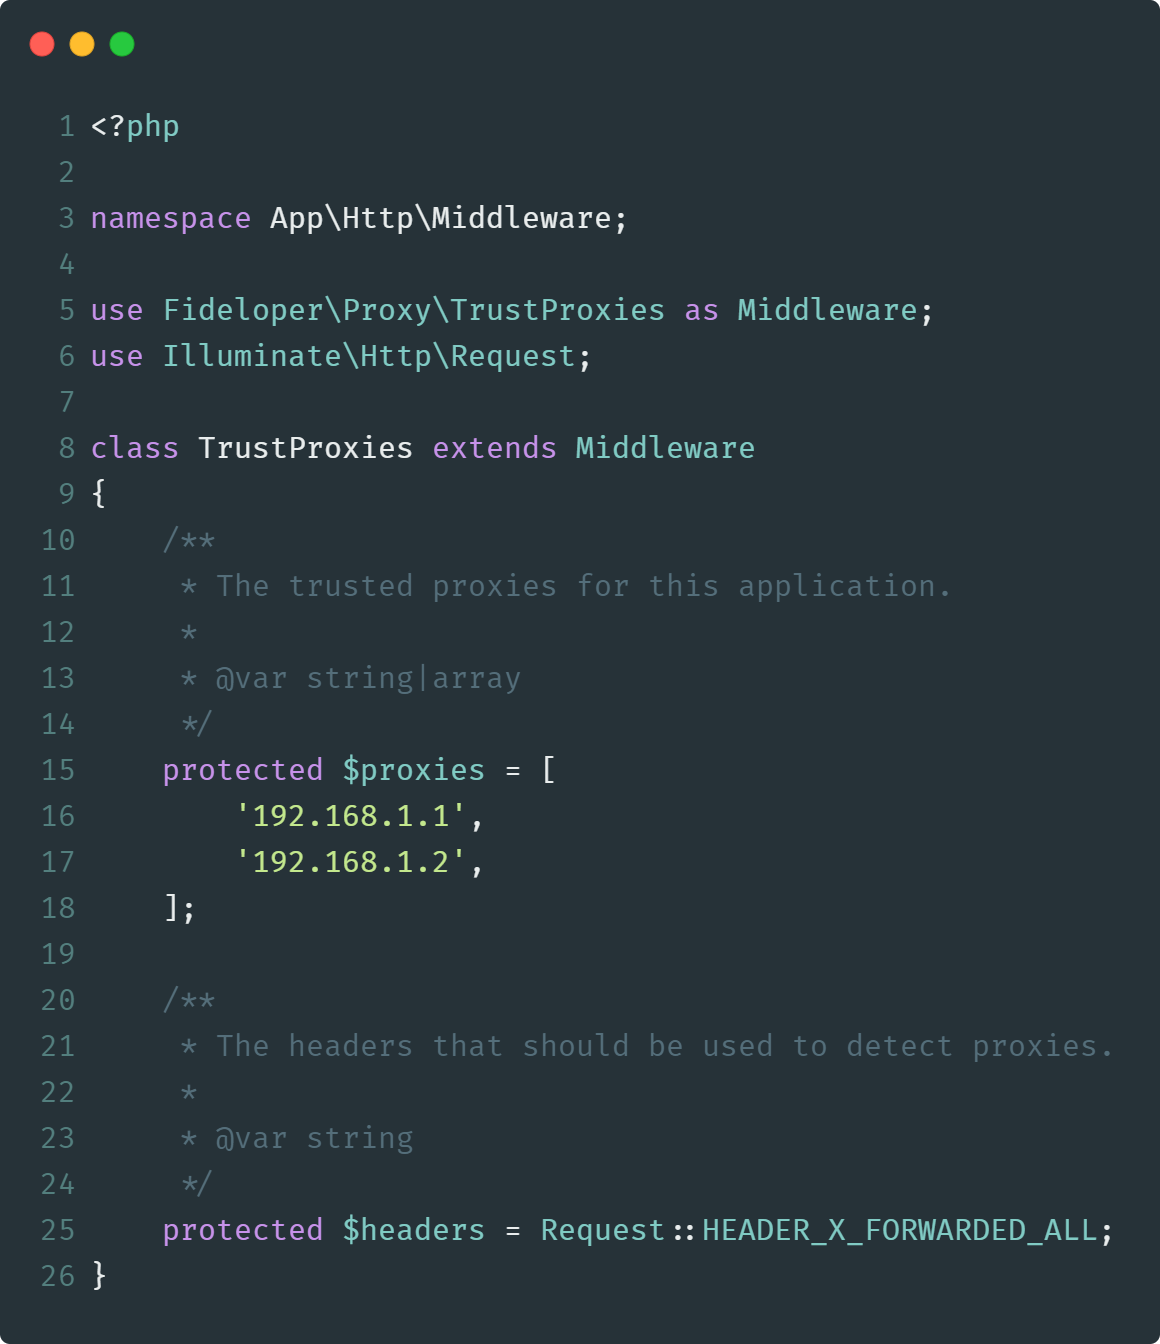 1 <?php
2
3 namespace App\Http\Middleware;
4
5 use Fideloper\Proxy\TrustProxies as Middleware;
6 use Illuminate\Http\Request;
7
8 class TrustProxies extends Middleware
9 {
10     /**
11      * The trusted proxies for this application.
12      *
13      * @var string|array
14      */
15     protected $proxies = [
16         '192.168.1.1',
17         '192.168.1.2',
18     ];
19
20     /**
21      * The headers that should be used to detect proxies.
22      *
23      * @var string
24      */
25     protected $headers = Request::HEADER_X_FORWARDED_ALL;
26 }